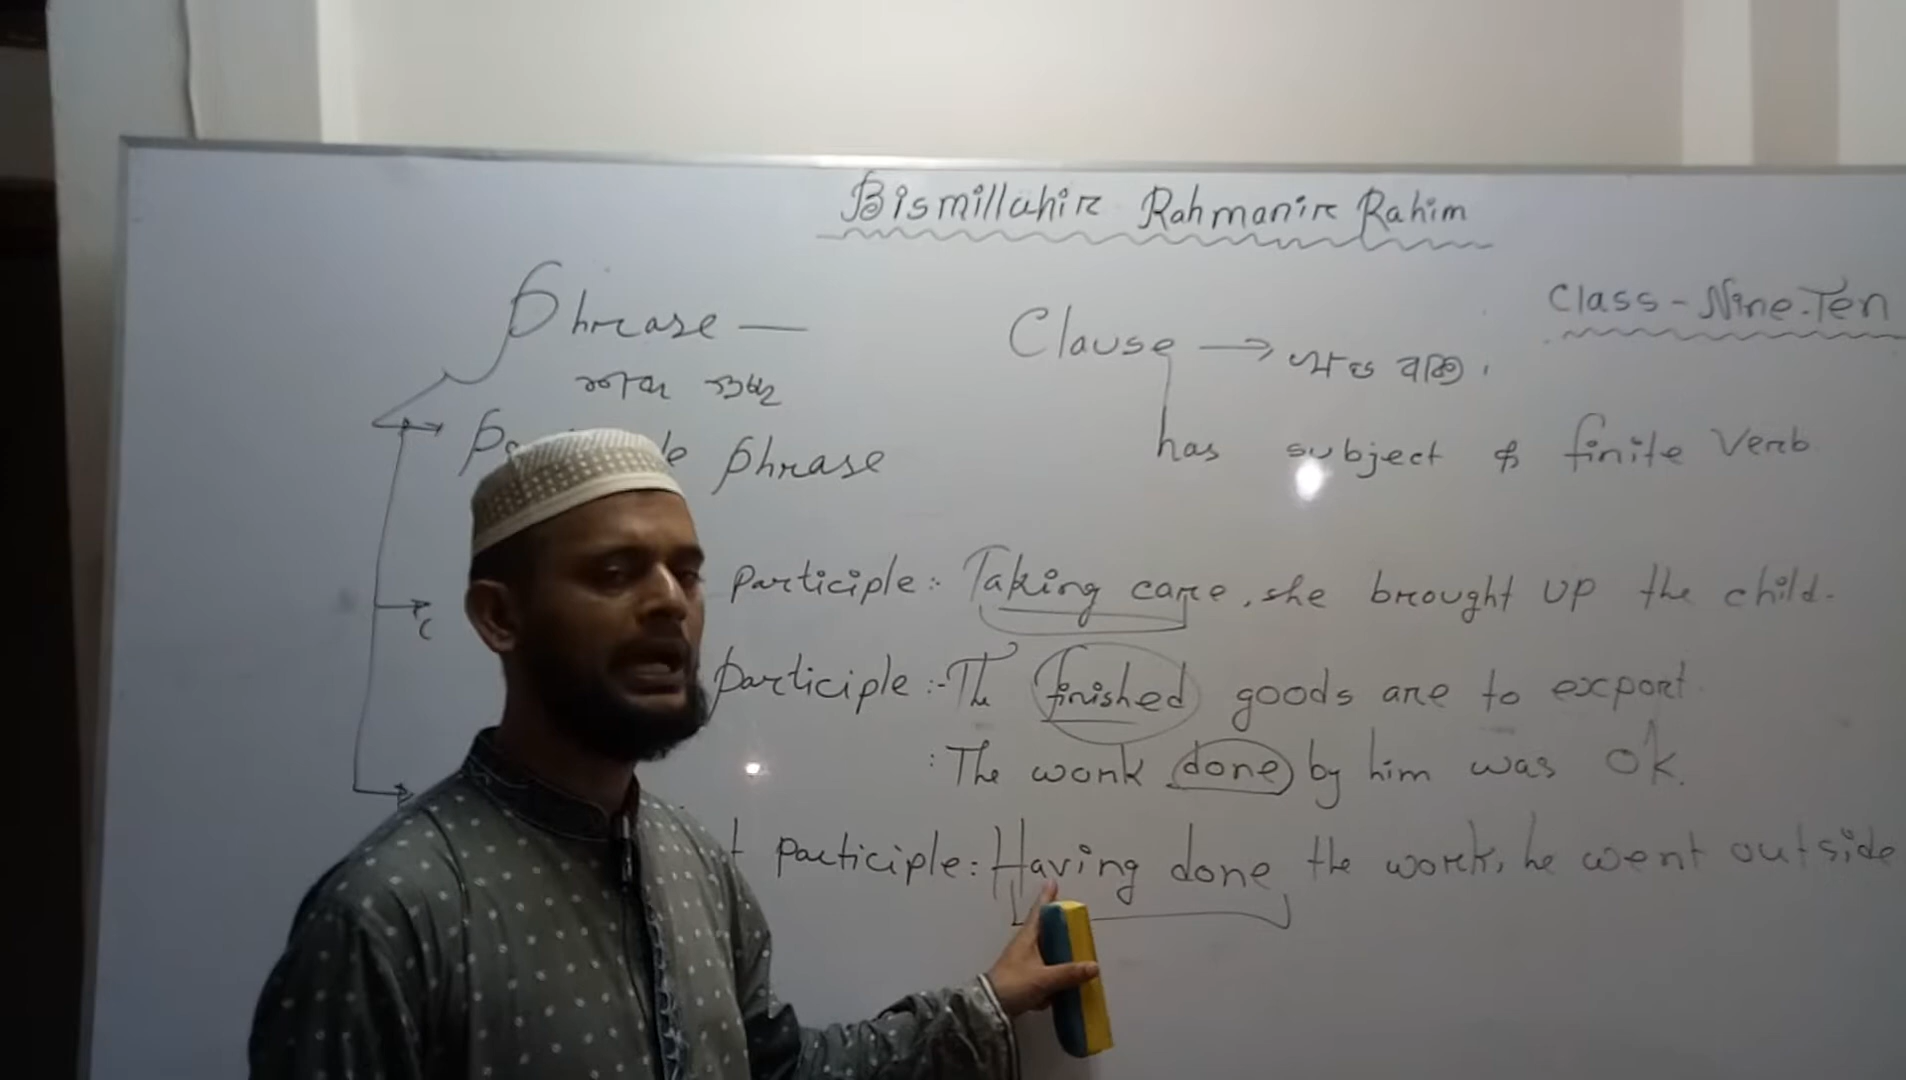 Bismillahir Rahmanir Rahim
Class-Nine-Ten
Phrase —
Clause → খন্ড বাক্য ।
has subject & finite Verb
phrase
participle: Taking care, she brought up the child.
participle :- The finished goods are to export.
: The work done by him was ok.
participle: Having done the work, he went outside